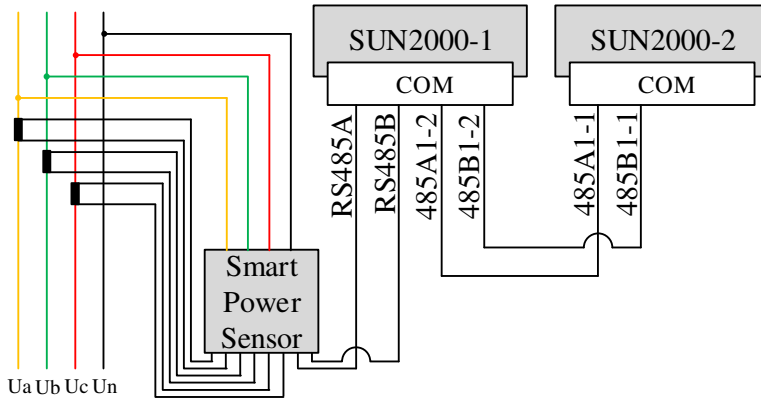 SUN2000-1
SUN2000-2
COM
COM
RS485A
RS485B
485A1-2
485B1-2
485A1-1
485B1-1
Smart
Power
Sensor
Ua Ub Uc Un